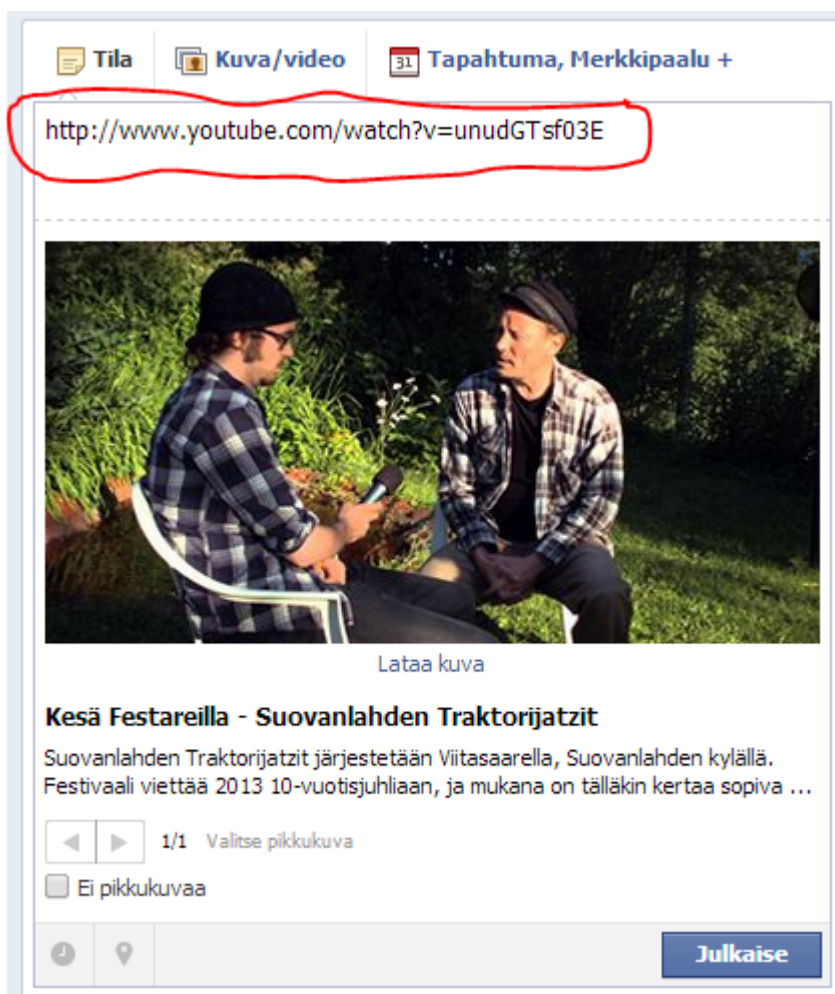 Tila Kuva/video 31 Tapahtuma, Merkkipaalu +
http://www.youtube.com/watch?v=unudGTsf03E
Lataa kuva
Kesä Festareilla - Suovanlahden Traktorijatzit
Suovanlahden Traktorijatzit järjestetään Viitasaarella, Suovanlahden kylällä.
Festivaali viettää 2013 10-vuotisjuhliaan, ja mukana on tälläkin kertaa sopiva ...
1/1 Valitse pikkukuva
Ei pikkukuvaa
Julkaise